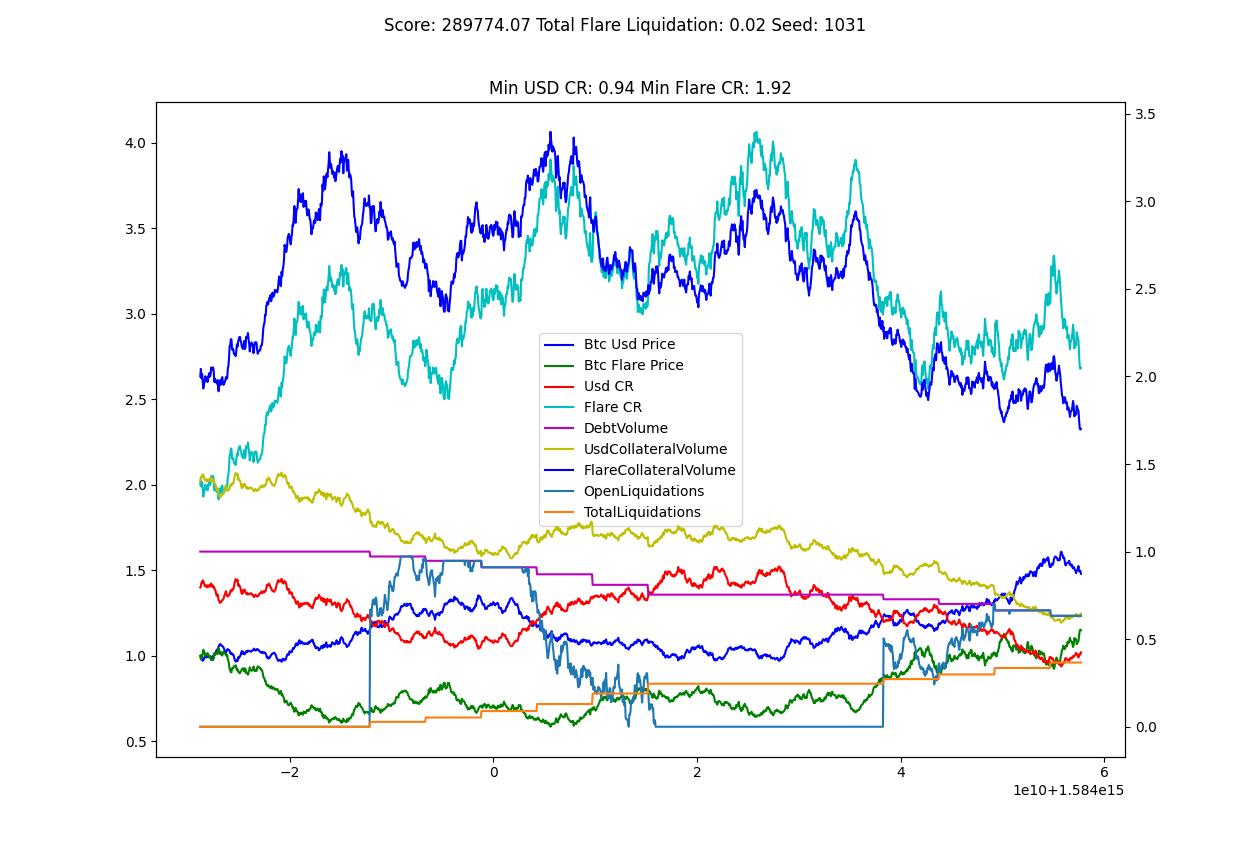 Score: 289774.07 Total Flare Liquidation: 0.02 Seed: 1031
Min USD CR: 0.94 Min Flare CR: 1.92
4.0
3.5
3.0
2.5
2.0
1.5
1.0
0.5
3.5
3.0
2.5
2.0
1.5
1.0
0.5
0.0
Btc Usd Price
Btc Flare Price
Usd CR
Flare CR
DebtVolume
UsdCollateralVolume
FlareCollateralVolume
OpenLiquidations
TotalLiquidations
−2 0 2 4 6
1e10+1.584e15